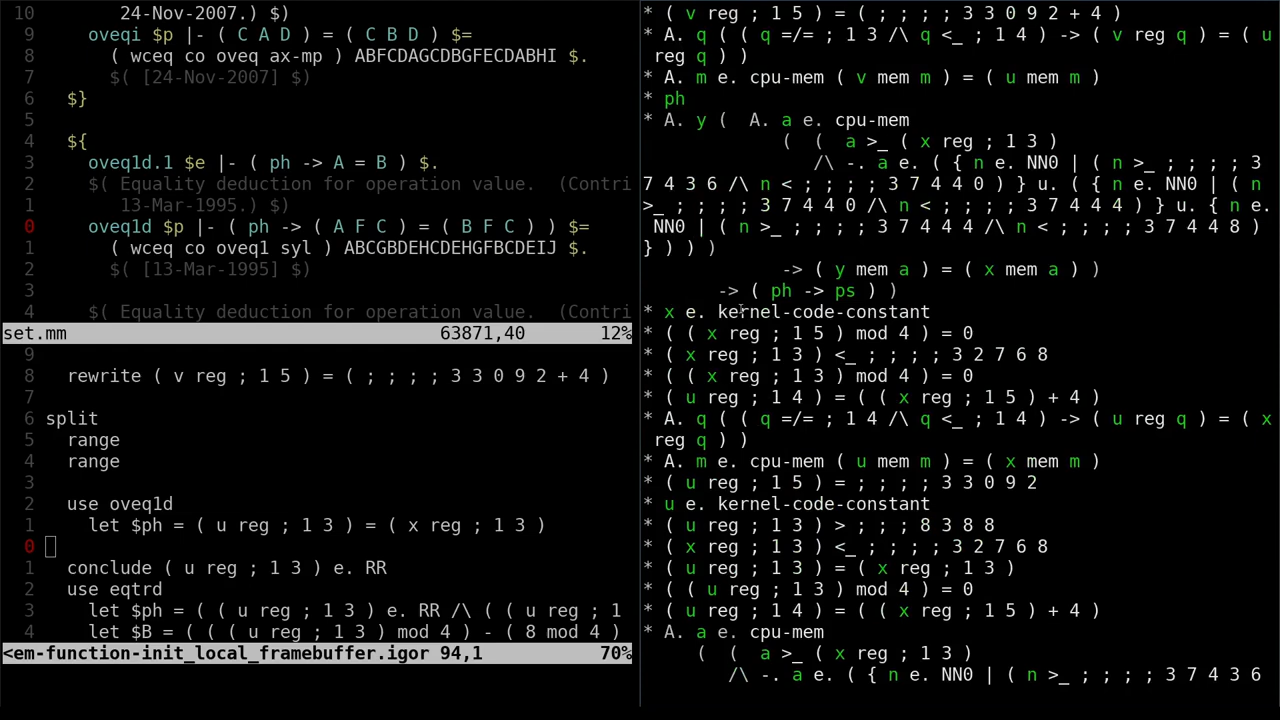 10 24-Nov-2007.) $)
9 oveqi $p |- ( C A D ) = ( C B D ) $=
8 ( wceq co oveq ax-mp ) ABFCDAGCDBGFECDABHI $.
7 $( [24-Nov-2007] $)
6 $}
5
4 ${
3 oveq1d.1 $e |- ( ph -> A = B ) $.
2 $( Equality deduction for operation value. (Contri
1 13-Mar-1995.) $)
0 oveq1d $p |- ( ph -> ( A F C ) = ( B F C ) ) $=
1 ( wceq co oveq1 syl ) ABCGBDEHCDEHGFBCDEIJ $.
2 $( [13-Mar-1995] $)
3
4 $( Equality deduction for operation value. (Contri
set.mm 63871,40 12%
9
8 rewrite ( v reg ; 1 5 ) = ( ; ; ; ; 3 3 0 9 2 + 4 )
7
6 split
5 range
4 range
3
2 use oveq1d
1 let $ph = ( u reg ; 1 3 ) = ( x reg ; 1 3 )
0
1 conclude ( u reg ; 1 3 ) e. RR
2 use eqtrd
3 let $ph = ( ( u reg ; 1 3 ) e. RR /\ ( ( u reg ; 1
4 let $B = ( ( ( u reg ; 1 3 ) mod 4 ) - ( 8 mod 4 )
<em-function-init_local_framebuffer.igor 94,1 70%
* ( v reg ; 1 5 ) = ( ; ; ; ; 3 3 0 9 2 + 4 )
* A. q ( ( q =/= ; 1 3 /\ q <_ ; 1 4 ) -> ( v reg q ) = ( u
reg q ) )
* A. m e. cpu-mem ( v mem m ) = ( u mem m )
* ph
* A. y ( A. a e. cpu-mem
( ( a >_ ( x reg ; 1 3 )
/\ -. a e. ( { n e. NN0 | ( n >_ ; ; ; ; 3
7 4 3 6 /\ n < ; ; ; ; 3 7 4 4 0 ) } u. ( { n e. NN0 | ( n
>_ ; ; ; ; 3 7 4 4 0 /\ n < ; ; ; ; 3 7 4 4 4 ) } u. { n e.
NN0 | ( n >_ ; ; ; ; 3 7 4 4 4 /\ n < ; ; ; ; 3 7 4 4 8 )
} ) ) )
-> ( y mem a ) = ( x mem a ) )
-> ( ph -> ps ) )
* x e. kernel-code-constant
* ( ( x reg ; 1 5 ) mod 4 ) = 0
* ( x reg ; 1 3 ) <_ ; ; ; ; 3 2 7 6 8
* ( ( x reg ; 1 3 ) mod 4 ) = 0
* ( u reg ; 1 4 ) = ( ( x reg ; 1 5 ) + 4 )
* A. q ( ( q =/= ; 1 4 /\ q <_ ; 1 4 ) -> ( u reg q ) = ( x
reg q ) )
* A. m e. cpu-mem ( u mem m ) = ( x mem m )
* ( u reg ; 1 5 ) = ; ; ; ; 3 3 0 9 2
* u e. kernel-code-constant
* ( u reg ; 1 3 ) > ; ; ; 8 3 8 8
* ( x reg ; 1 3 ) <_ ; ; ; ; 3 2 7 6 8
* ( u reg ; 1 3 ) = ( x reg ; 1 3 )
* ( ( u reg ; 1 3 ) mod 4 ) = 0
* ( u reg ; 1 4 ) = ( ( x reg ; 1 5 ) + 4 )
* A. a e. cpu-mem
( ( a >_ ( x reg ; 1 3 )
/\ -. a e. ( { n e. NN0 | ( n >_ ; ; ; ; 3 7 4 3 6